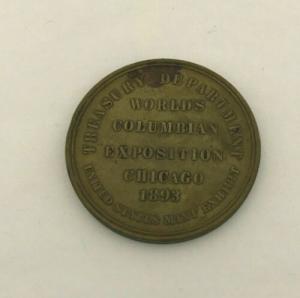 TREASURY DEPARTMENT
WORLD'S
COLUMBIAN
EXPOSITION
CHICAGO
1893
UNITED STATES MINT EXHIBIT